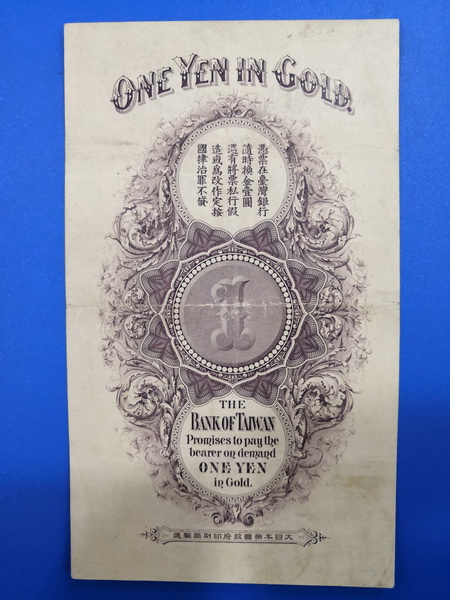 ONE YEN IN GOLD.
憑票在臺灣銀行
隨時換金壹圓
遇有將票私行假
造或爲改作定按
國律治罪不貸
1
THE
BANK OF TAIWAN
Promises to pay the
bearer on demand
ONE YEN
in Gold.
大日本帝國政府印刷局製造